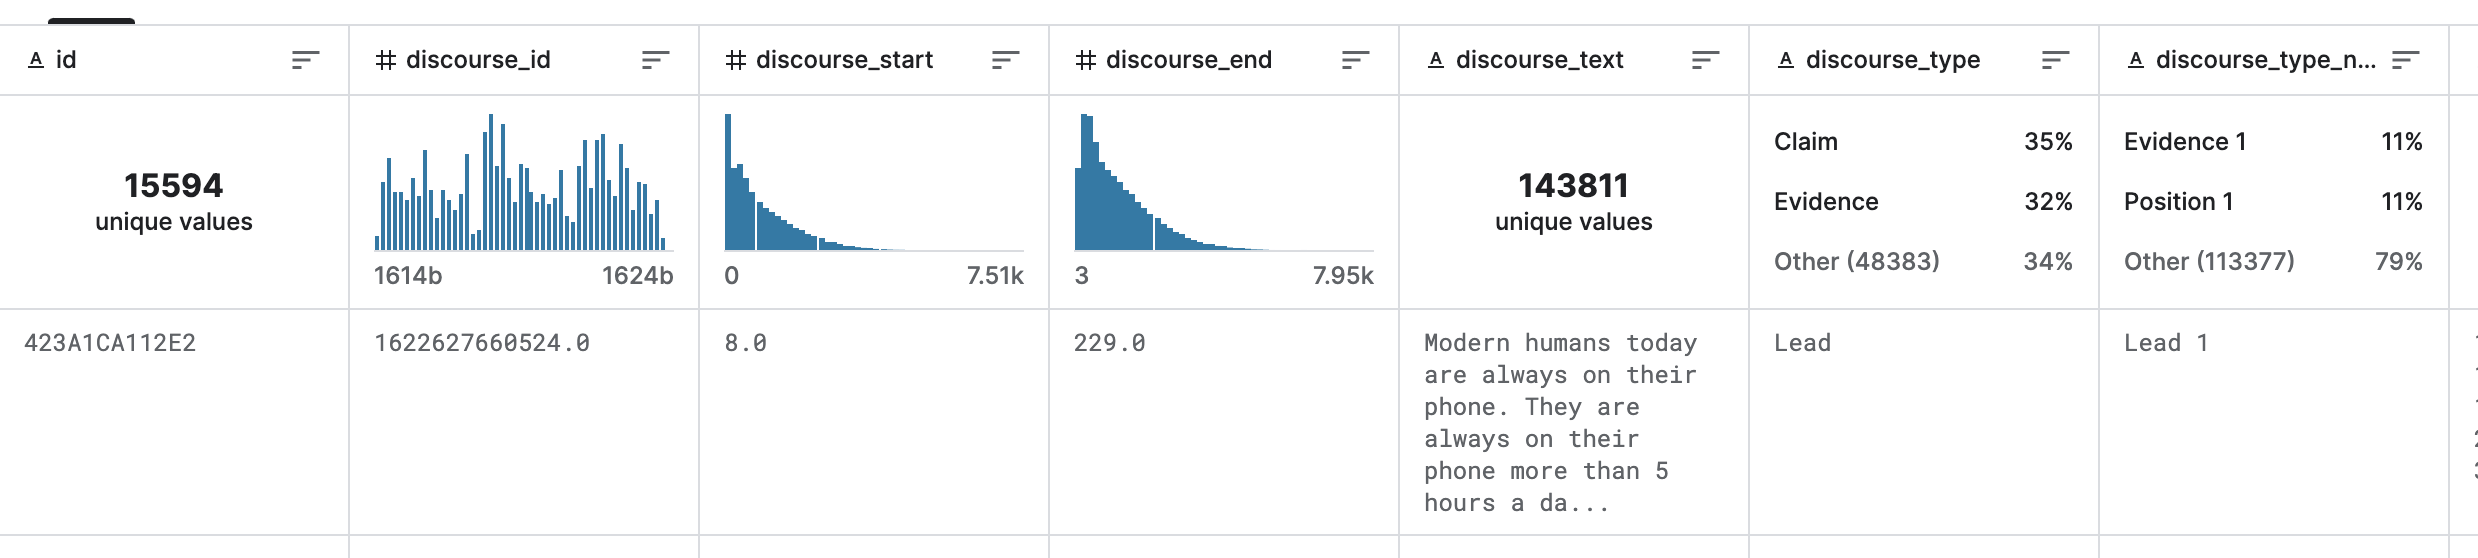 id
discourse_id
discourse_start
discourse_end
discourse_text
discourse_type
discourse_type_n...
15594
unique values
1614b 1624b
0 7.51k
3 7.95k
143811
unique values
Claim 35%
Evidence 32%
Other (48383) 34%
Evidence 1 11%
Position 1 11%
Other (113377) 79%
423A1CA112E2
1622627660524.0
8.0
229.0
Modern humans today
are always on their
phone. They are
always on their
phone more than 5
hours a da...
Lead
Lead 1